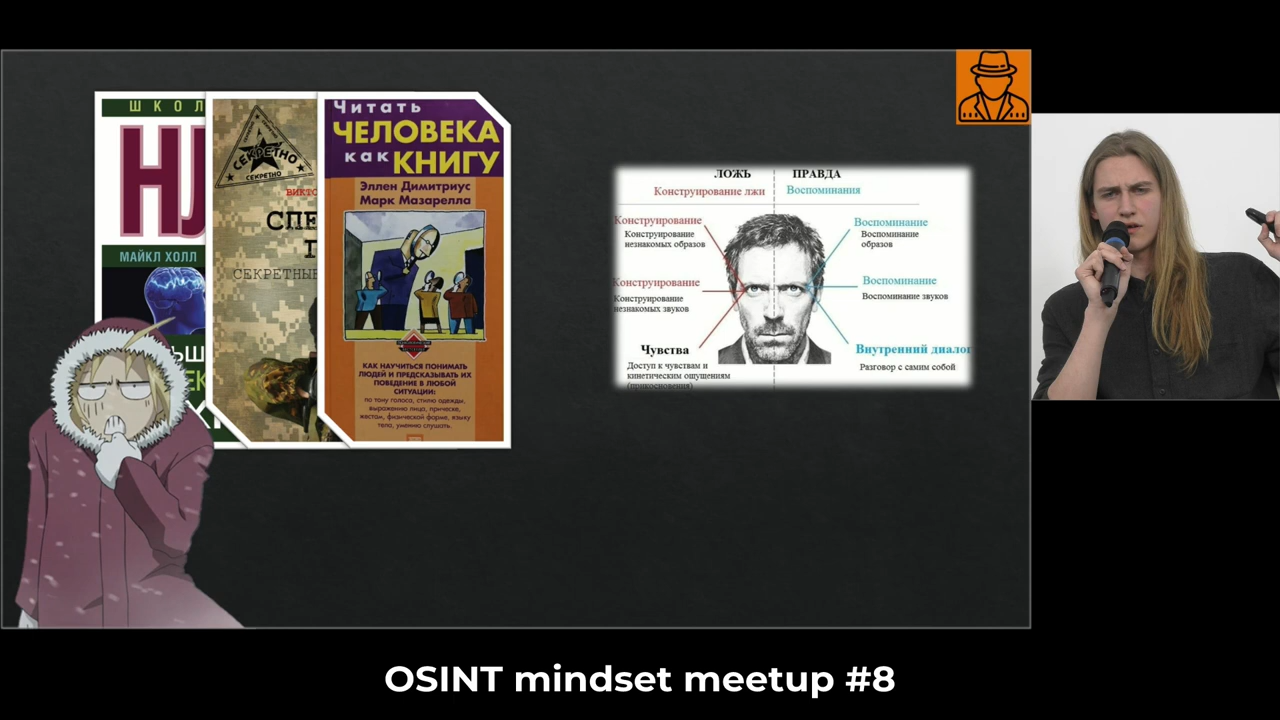 ШКОЛ
НЛ
МАЙКЛ ХОЛЛ
СЕКРЕТНО
СЕКРЕТНО
ВИКТО
СПЕ
СЕКРЕТНЫЕ
Читать
ЧЕЛОВЕКА
как КНИГУ
Эллен Димитриус
Марк Мазарелла
КАК НАУЧИТЬСЯ ПОНИМАТЬ
ЛЮДЕЙ И ПРЕДСКАЗЫВАТЬ ИХ
ПОВЕДЕНИЕ В ЛЮБОЙ
СИТУАЦИИ:
по тону голоса, стилю одежды,
выражению лица, прическе,
жестам, физической форме, языку
тела, умению слушать.
ЛОЖЬ
ПРАВДА
Конструирование лжи
Воспоминания
Конструирование
Конструирование
незнакомых образов
Воспоминание
Воспоминание
образов
Конструирование
Конструирование
незнакомых звуков
Воспоминание
Воспоминание звуков
Чувства
Доступ к чувствам и
кинетическим ощущениям
(прикосновения)
Внутренний диалог
Разговор с самим собой
OSINT mindset meetup #8